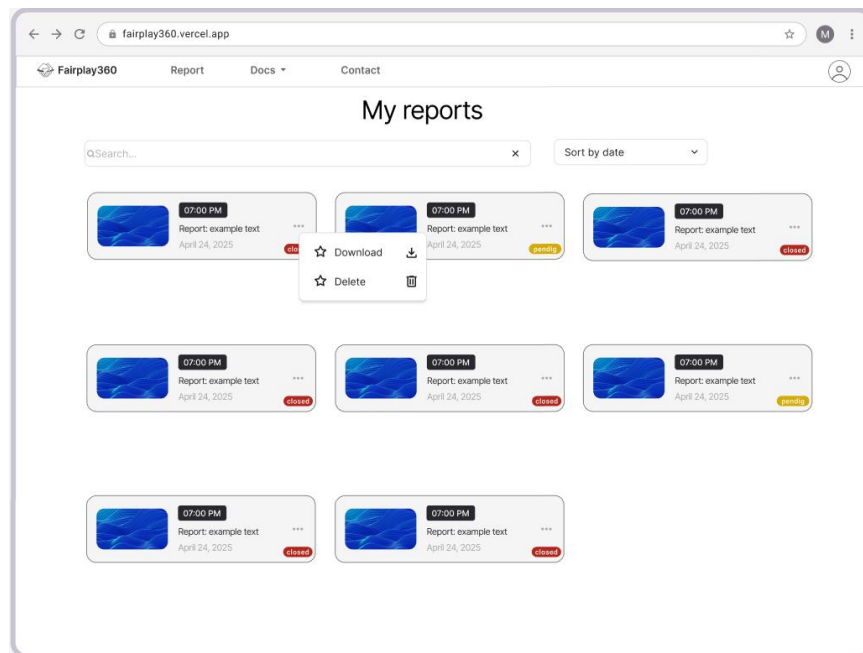 fairplay360.vercel.app
M
Fairplay360 Report Docs Contact
My reports
Search...
Sort by date
07:00 PM
Report: example text
April 24, 2025
07:00 PM
Report: example text
April 24, 2025
pendig
07:00 PM
Report: example text
April 24, 2025
closed
Download
Delete
07:00 PM
Report: example text
April 24, 2025
closed
07:00 PM
Report: example text
April 24, 2025
closed
07:00 PM
Report: example text
April 24, 2025
pendig
07:00 PM
Report: example text
April 24, 2025
closed
07:00 PM
Report: example text
April 24, 2025
closed